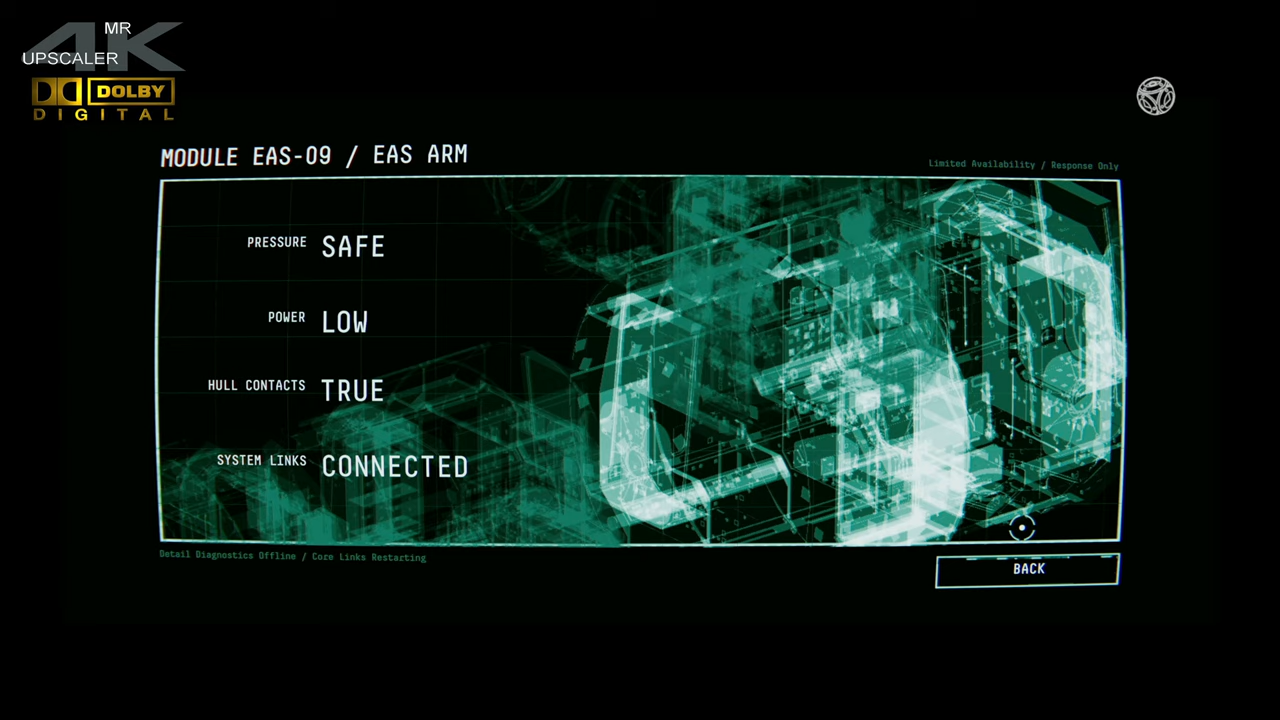 4K
MR
UPSCALER
DOLBY
DIGITAL
MODULE EAS-09 / EAS ARM
Limited Availability / Response Only
PRESSURE SAFE
POWER LOW
HULL CONTACTS TRUE
SYSTEM LINKS CONNECTED
Detail Diagnostics Offline / Core Links Restarting
BACK